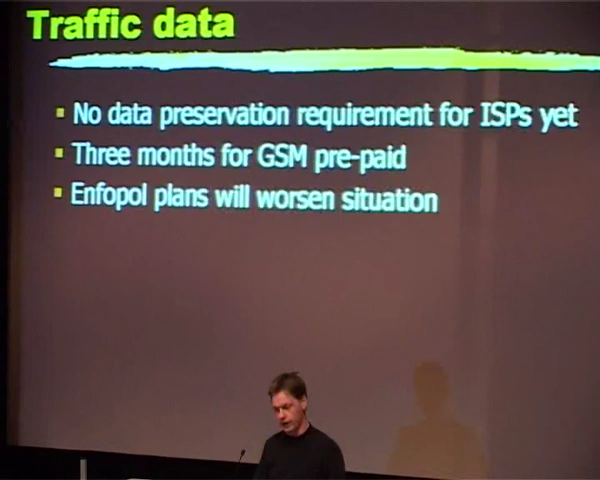 Traffic data
No data preservation requirement for ISPs yet
Three months for GSM pre-paid
Enfopol plans will worsen situation